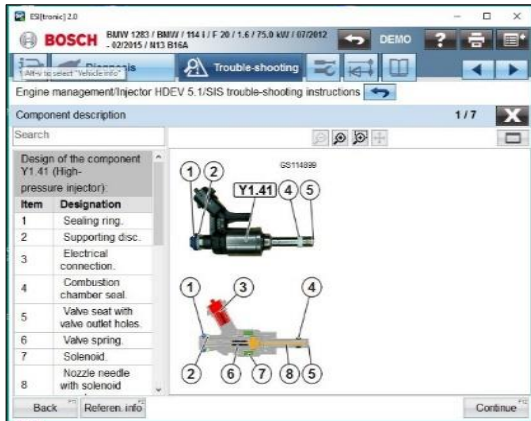 ESI[tronic] 2.0
BOSCH
BMW 1283 / BMW / 114 i / F 20 / 1.6 / 75.0 kW / 07/2012
- 02/2015 / N13
B16A
DEMO
?
Diagnosis
Alt+v to select "Vehicle info"
Trouble-shooting
Engine management/Injector HDEV 5.1/SIS trouble-shooting instructions
Component description
1 / 7
X
Search
Design of the component
Y1.41 (High-
pressure injector):
Item Designation
1 Sealing ring.
2 Supporting disc.
3 Electrical
connection.
4 Combustion
chamber seal.
5 Valve seat with
valve outlet holes.
6 Valve spring.
7 Solenoid.
8 Nozzle needle
with solenoid
GS114899
1 2 Y1.41 4 5
1 3 4
2 6 7 8 5
Back F11
Referen. info F2
Continue F12